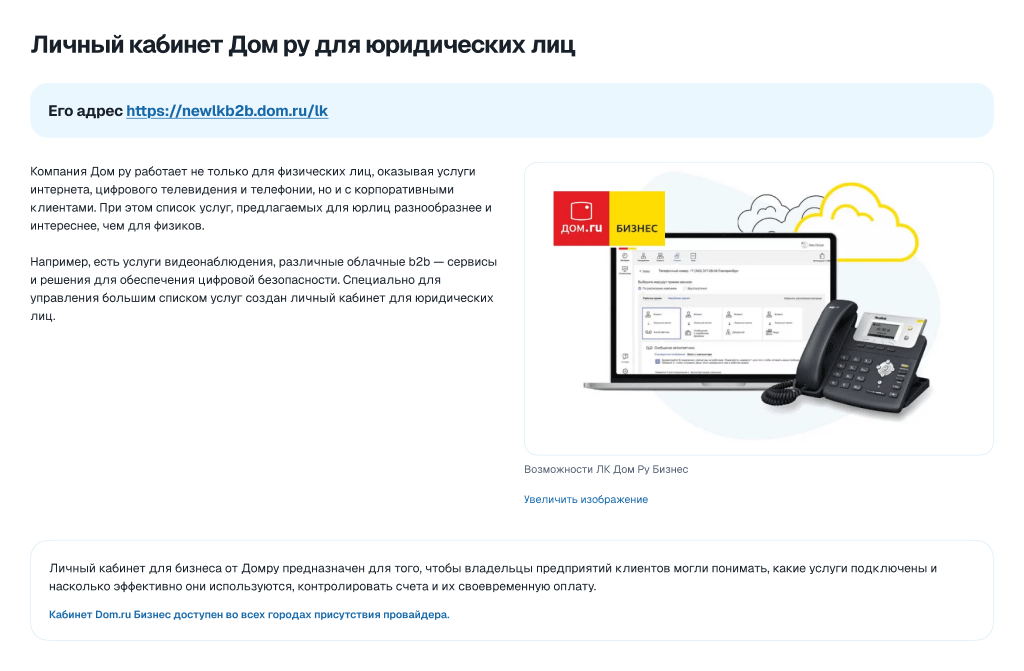 Личный кабинет Дом ру для юридических лиц
Его адрес https://newlkb2b.dom.ru/lk
Компания Дом ру работает не только для физических лиц, оказывая услуги
интернета, цифрового телевидения и телефонии, но и с корпоративными
клиентами. При этом список услуг, предлагаемых для юрлиц разнообразнее и
интереснее, чем для физиков.
Например, есть услуги видеонаблюдения, различные облачные b2b — сервисы
и решения для обеспечения цифровой безопасности. Специально для
управления большим списком услуг создан личный кабинет для юридических
лиц.
дом.ru БИЗНЕС
Yealink
Возможности ЛК Дом Ру Бизнес
Увеличить изображение
Личный кабинет для бизнеса от Домру предназначен для того, чтобы владельцы предприятий клиентов могли понимать, какие услуги подключены и
насколько эффективно они используются, контролировать счета и их своевременную оплату.
Кабинет Dom.ru Бизнес доступен во всех городах присутствия провайдера.